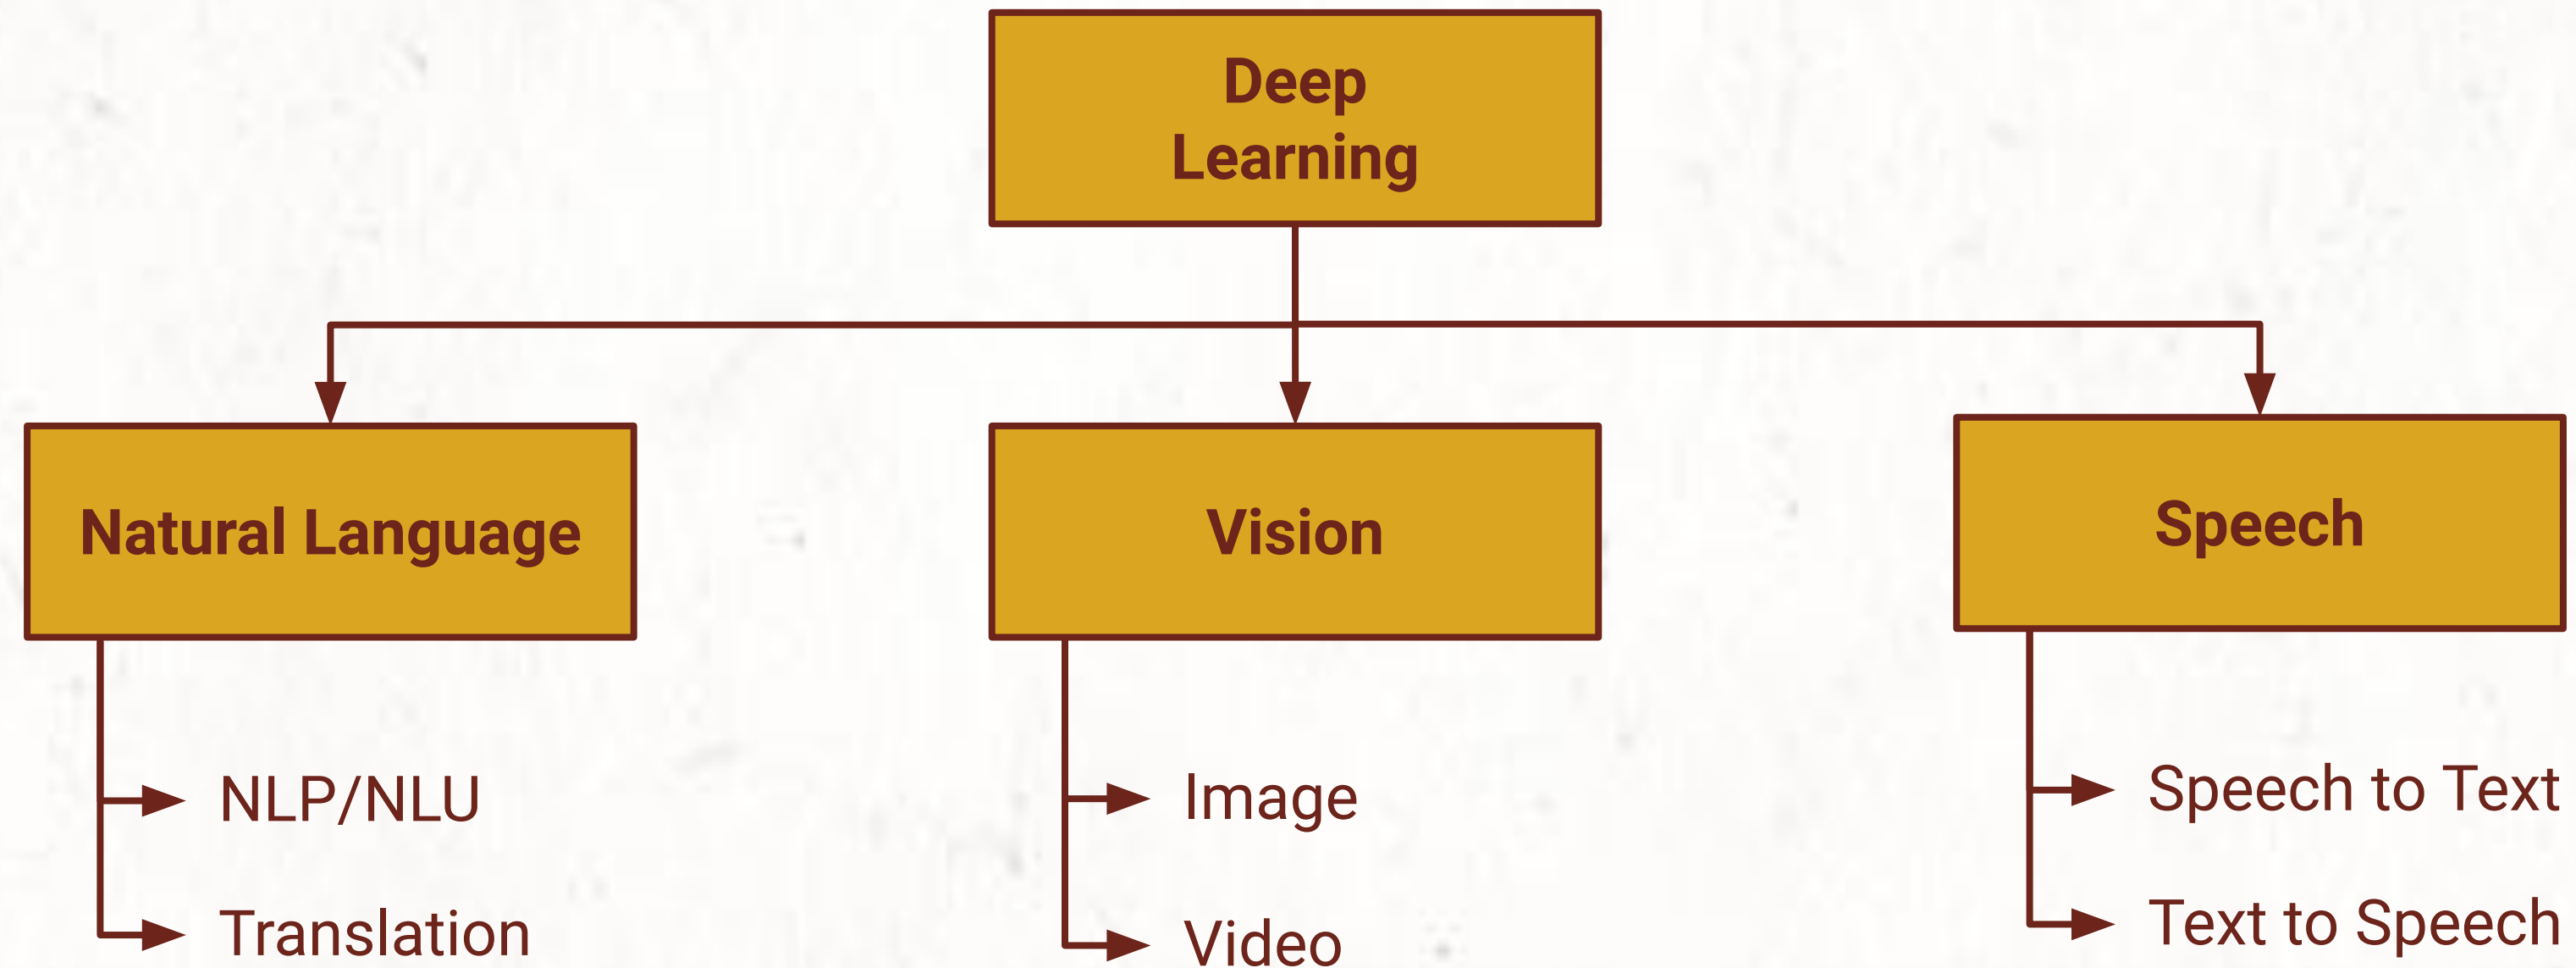 Deep
Learning
Natural Language
NLP/NLU
Translation
Vision
Image
Video
Speech
Speech to Text
Text to Speech